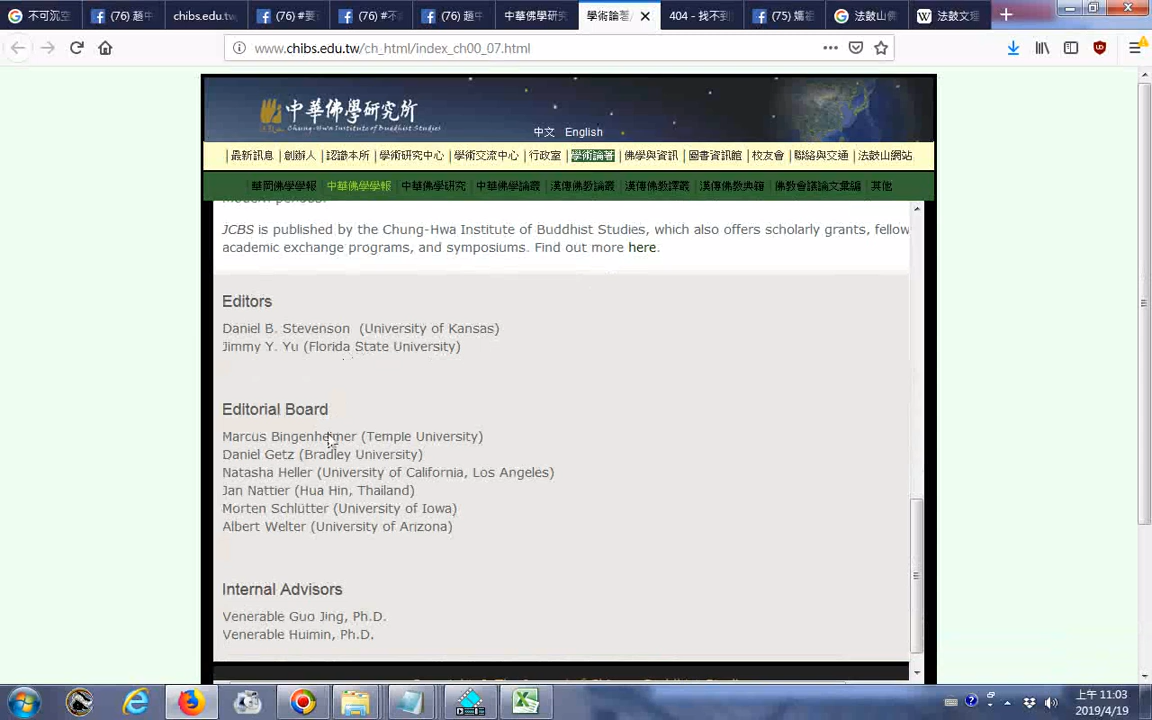 不可沉空
(76) 趙中
chibs.edu.tw
(76) #要
(76) #不
(76) 趙中
中華佛學研
學術論著
404 - 找不到
(75) 嬌
法鼓山佛
法鼓文理
www.chibs.edu.tw/ch_html/index_ch00_07.html
中華佛學研究所
Chung-Hwa Institute of Buddhist Studies
中文 English
|最新訊息 |創辦人 |認識本所 |學術研究中心 |學術交流中心 |行政室 |學術論著 |佛學與資訊 |圖書資訊館 |校友會 |聯絡與交通 |法鼓山網站
華岡佛學學報 |中華佛學學報 |中華佛學研究 |中華佛學論叢 |漢傳佛教論叢 |漢傳佛教譯叢 |漢傳佛教典籍 |佛教會議論文彙編 |其他
modern periods.
JCBS is published by the Chung-Hwa Institute of Buddhist Studies, which also offers scholarly grants, fellow
academic exchange programs, and symposiums. Find out more here.
Editors
Daniel B. Stevenson (University of Kansas)
Jimmy Y. Yu (Florida State University)
Editorial Board
Marcus Bingenheimer (Temple University)
Daniel Getz (Bradley University)
Natasha Heller (University of California, Los Angeles)
Jan Nattier (Hua Hin, Thailand)
Morten Schlütter (University of Iowa)
Albert Welter (University of Arizona)
Internal Advisors
Venerable Guo Jing, Ph.D.
Venerable Huimin, Ph.D.
上午 11:03
2019/4/19